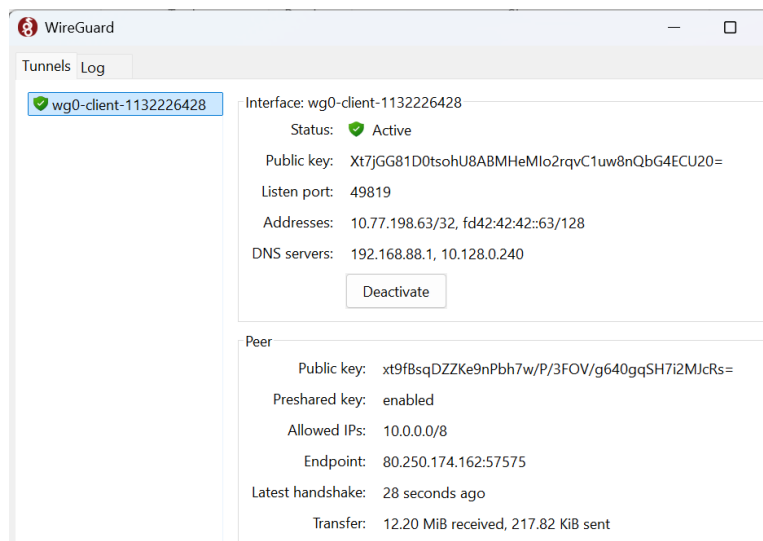 WireGuard
Tunnels Log
wg0-client-1132226428
Interface: wg0-client-1132226428
Status: Active
Public key: Xt7jGG81D0tsohU8ABMHeMIo2rqvC1uw8nQbG4ECU20=
Listen port: 49819
Addresses: 10.77.198.63/32, fd42:42:42::63/128
DNS servers: 192.168.88.1, 10.128.0.240
Deactivate
Peer
Public key: xt9fBsqDZZKe9nPbh7w/P/3FOV/g640gqSH7i2MJcRs=
Preshared key: enabled
Allowed IPs: 10.0.0.0/8
Endpoint: 80.250.174.162:57575
Latest handshake: 28 seconds ago
Transfer: 12.20 MiB received, 217.82 KiB sent